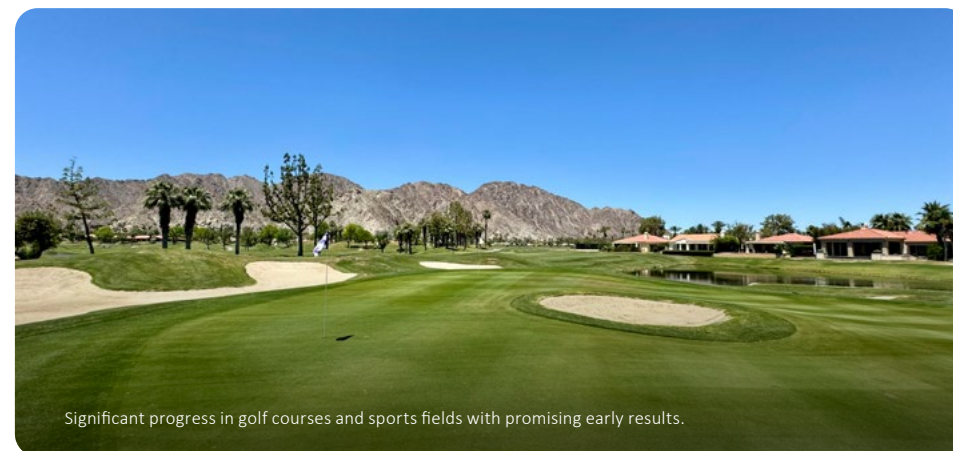 Significant progress in golf courses and sports fields with promising early results.